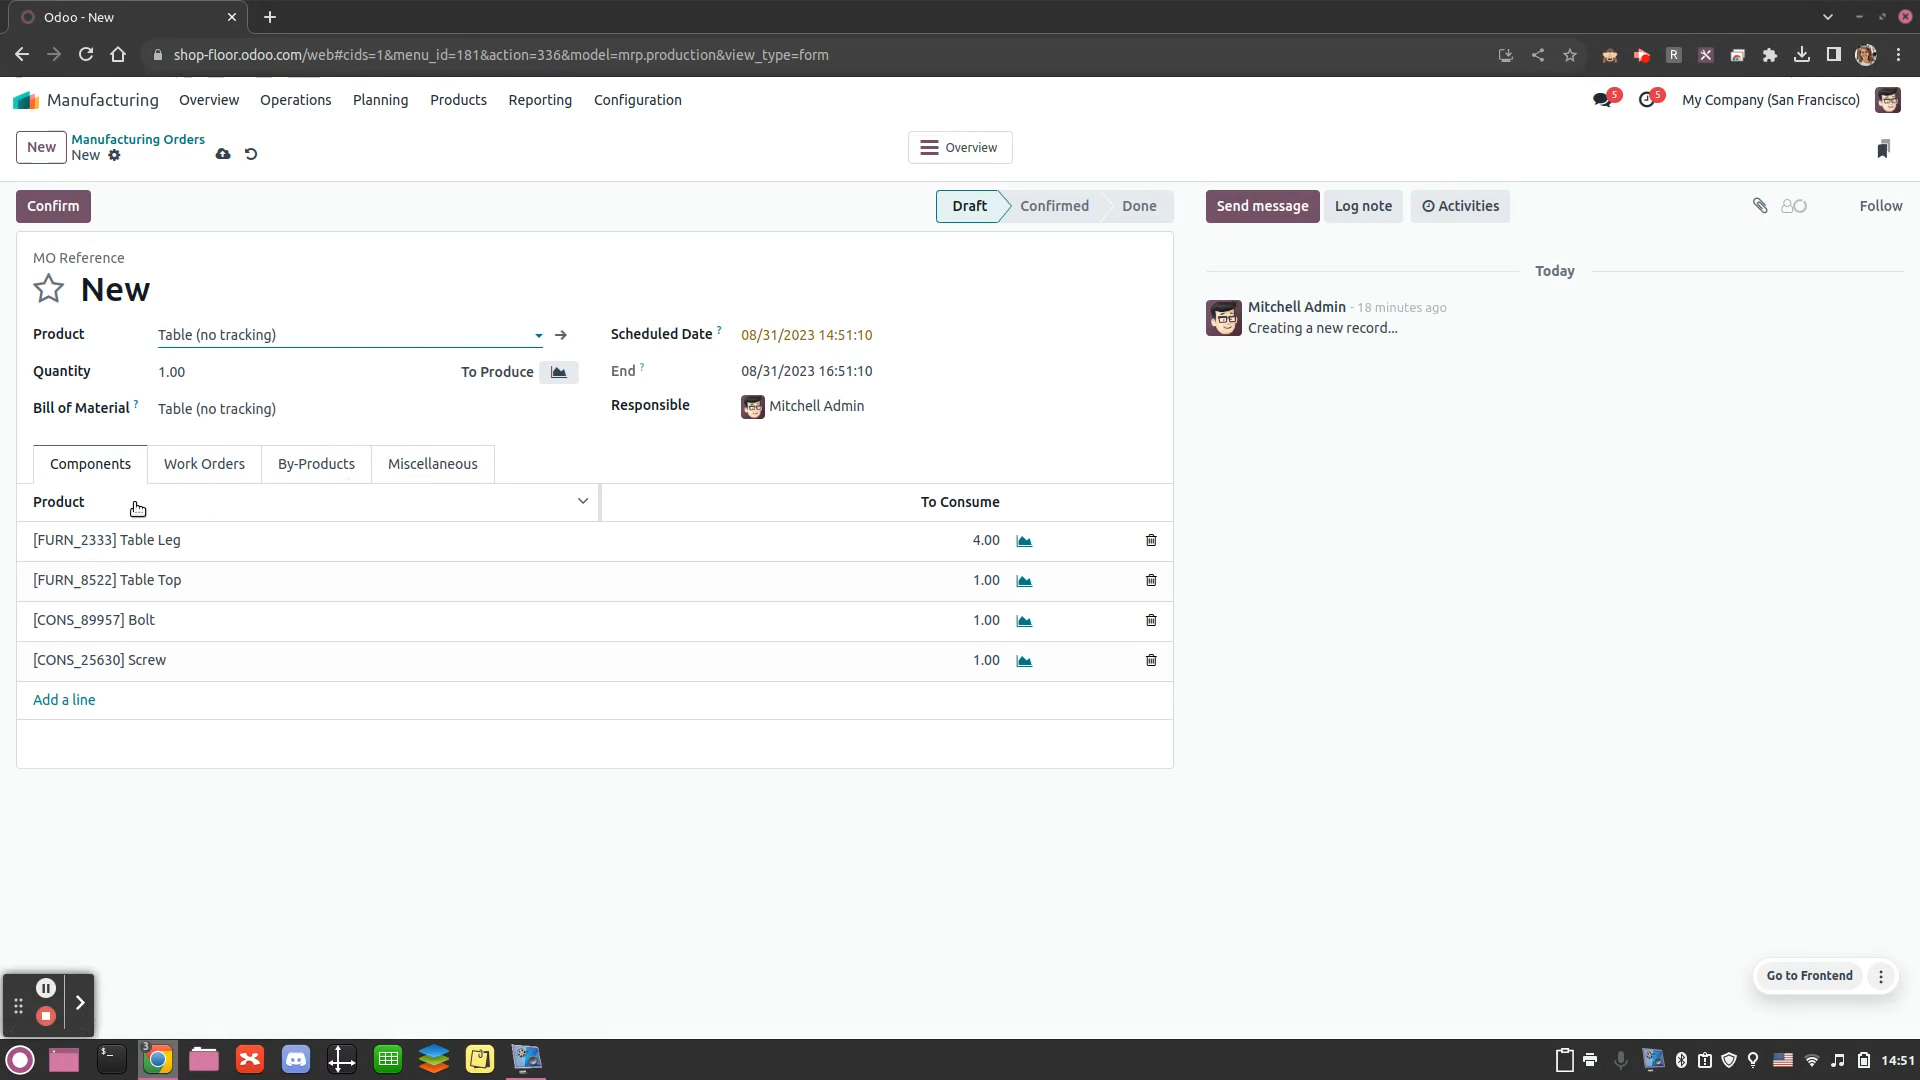 Odoo - New
shop-floor.odoo.com/web#cids=1&menu_id=181&action=336&model=mrp.production&view_type=form
R
Manufacturing Overview Operations Planning Products Reporting Configuration
5 5 My Company (San Francisco)
New Manufacturing Orders
New
Overview
Confirm Draft Confirmed Done Send message Log note Activities Follow
MO Reference
New
Today
Mitchell Admin - 18 minutes ago
Creating a new record...
Product Table (no tracking) Scheduled Date ? 08/31/2023 14:51:10
Quantity 1.00 To Produce End ? 08/31/2023 16:51:10
Bill of Material ? Table (no tracking) Responsible Mitchell Admin
Components Work Orders By-Products Miscellaneous
Product To Consume
[FURN_2333] Table Leg 4.00
[FURN_8522] Table Top 1.00
[CONS_89957] Bolt 1.00
[CONS_25630] Screw 1.00
Add a line
Go to Frontend
3
14:51